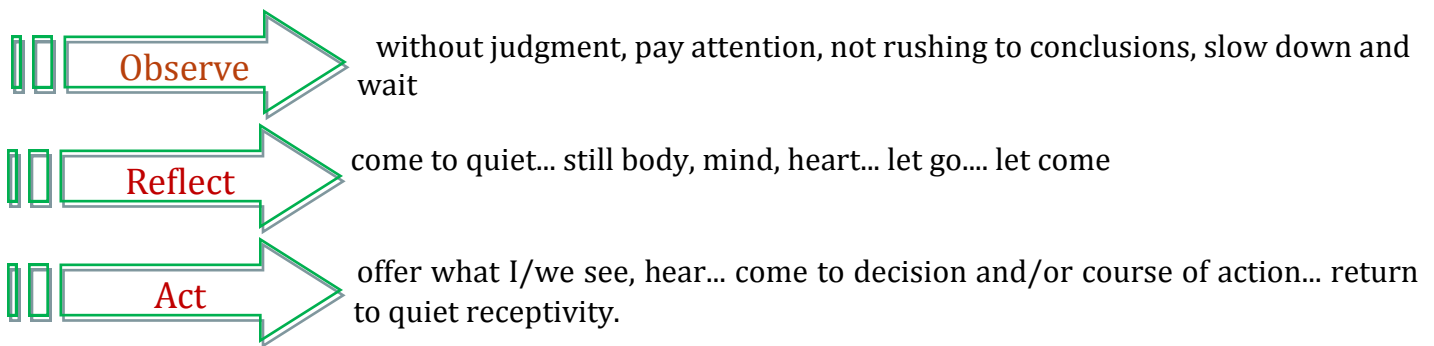 Observe
without judgment, pay attention, not rushing to conclusions, slow down and
wait
Reflect
come to quiet... still body, mind, heart... let go.... let come
Act
offer what I/we see, hear... come to decision and/or course of action... return
to quiet receptivity.